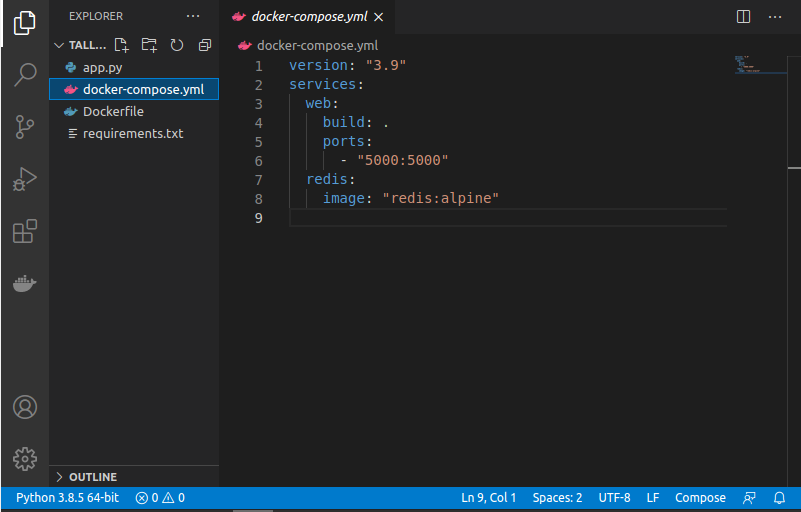 EXPLORER
docker-compose.yml
TALL...
docker-compose.yml
app.py
docker-compose.yml
Dockerfile
requirements.txt
1 version: "3.9"
2 services:
3 web:
4 build: .
5 ports:
6 - "5000:5000"
7 redis:
8 image: "redis:alpine"
9
OUTLINE
Python 3.8.5 64-bit 0 0 Ln 9, Col 1 Spaces: 2 UTF-8 LF Compose